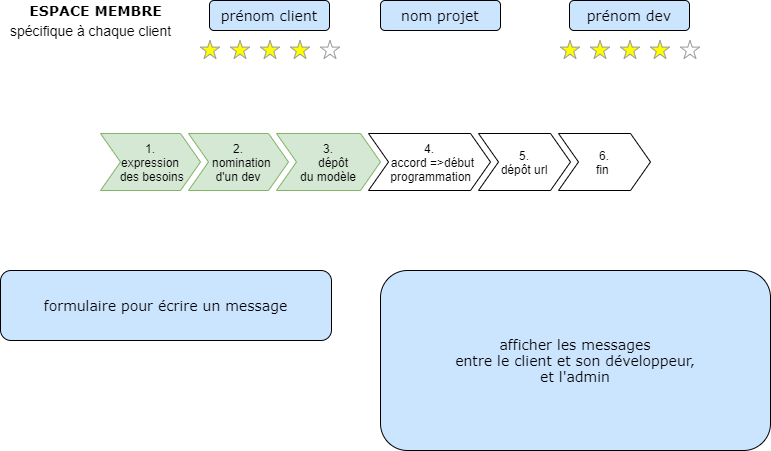 ESPACE MEMBRE
spécifique à chaque client
prénom client
nom projet
prénom dev
1.
expression
des besoins
2.
nomination
d'un dev
3.
dépôt
du modèle
4.
accord =>début
programmation
5.
dépôt url
6.
fin
formulaire pour écrire un message
afficher les messages
entre le client et son développeur,
et l'admin